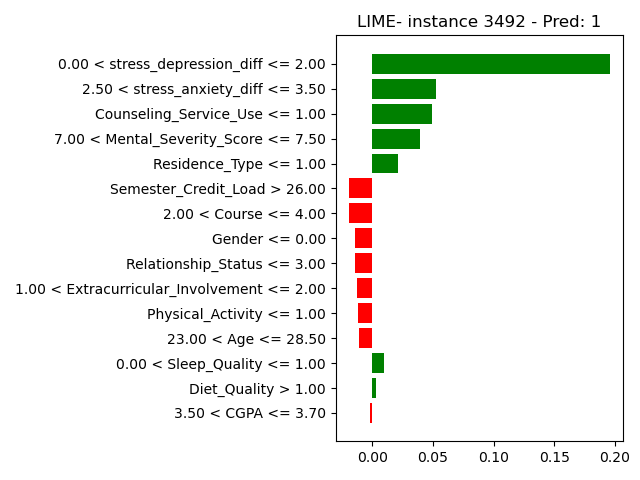 LIME- instance 3492 - Pred: 1
0.00 < stress_depression_diff <= 2.00
2.50 < stress_anxiety_diff <= 3.50
Counseling_Service_Use <= 1.00
7.00 < Mental_Severity_Score <= 7.50
Residence_Type <= 1.00
Semester_Credit_Load > 26.00
2.00 < Course <= 4.00
Gender <= 0.00
Relationship_Status <= 3.00
1.00 < Extracurricular_Involvement <= 2.00
Physical_Activity <= 1.00
23.00 < Age <= 28.50
0.00 < Sleep_Quality <= 1.00
Diet_Quality > 1.00
3.50 < CGPA <= 3.70
0.00 0.05 0.10 0.15 0.20